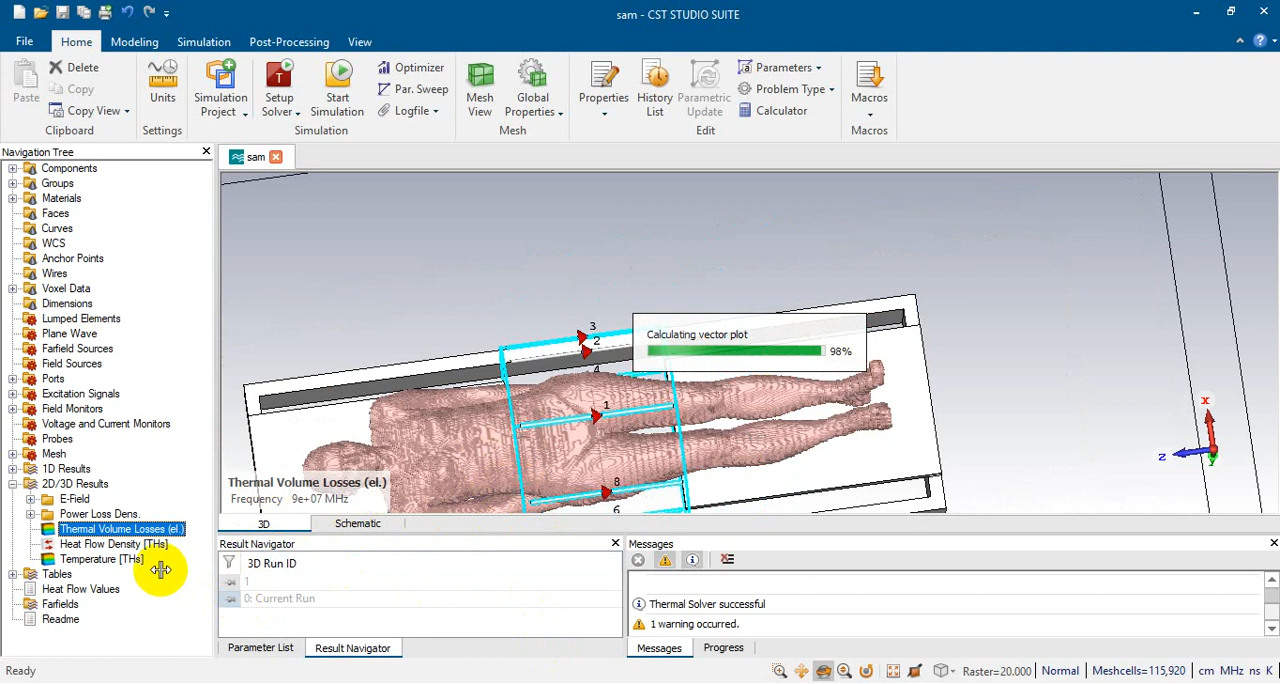 sam - CST STUDIO SUITE
File Home Modeling Simulation Post-Processing View
Paste
Delete
Copy
Copy View
Clipboard
Units
Settings
Simulation Project
Setup Solver
Start Simulation
Optimizer
Par. Sweep
Logfile
Simulation
Mesh View
Global Properties
Mesh
Properties
History List
Parametric Update
Parameters
Problem Type
Calculator
Edit
Macros
Macros
Navigation Tree
Components
Groups
Materials
Faces
Curves
WCS
Anchor Points
Wires
Voxel Data
Dimensions
Lumped Elements
Plane Wave
Farfield Sources
Field Sources
Ports
Excitation Signals
Field Monitors
Voltage and Current Monitors
Probes
Mesh
1D Results
2D/3D Results
E-Field
Power Loss Dens.
Thermal Volume Losses (el.)
Heat Flow Density [THs]
Temperature [THs]
Tables
Heat Flow Values
Farfields
Readme
sam
3
2
4
1
8
6
Calculating vector plot
98%
x
z
y
Thermal Volume Losses (el.)
Frequency 9e+07 MHz
3D Schematic
Result Navigator
3D Run ID
1
0: Current Run
Parameter List Result Navigator
Messages
Thermal Solver successful
1 warning occurred.
Messages Progress
Ready
Raster=20.000 Normal Meshcells=115,920 cm MHz ns K